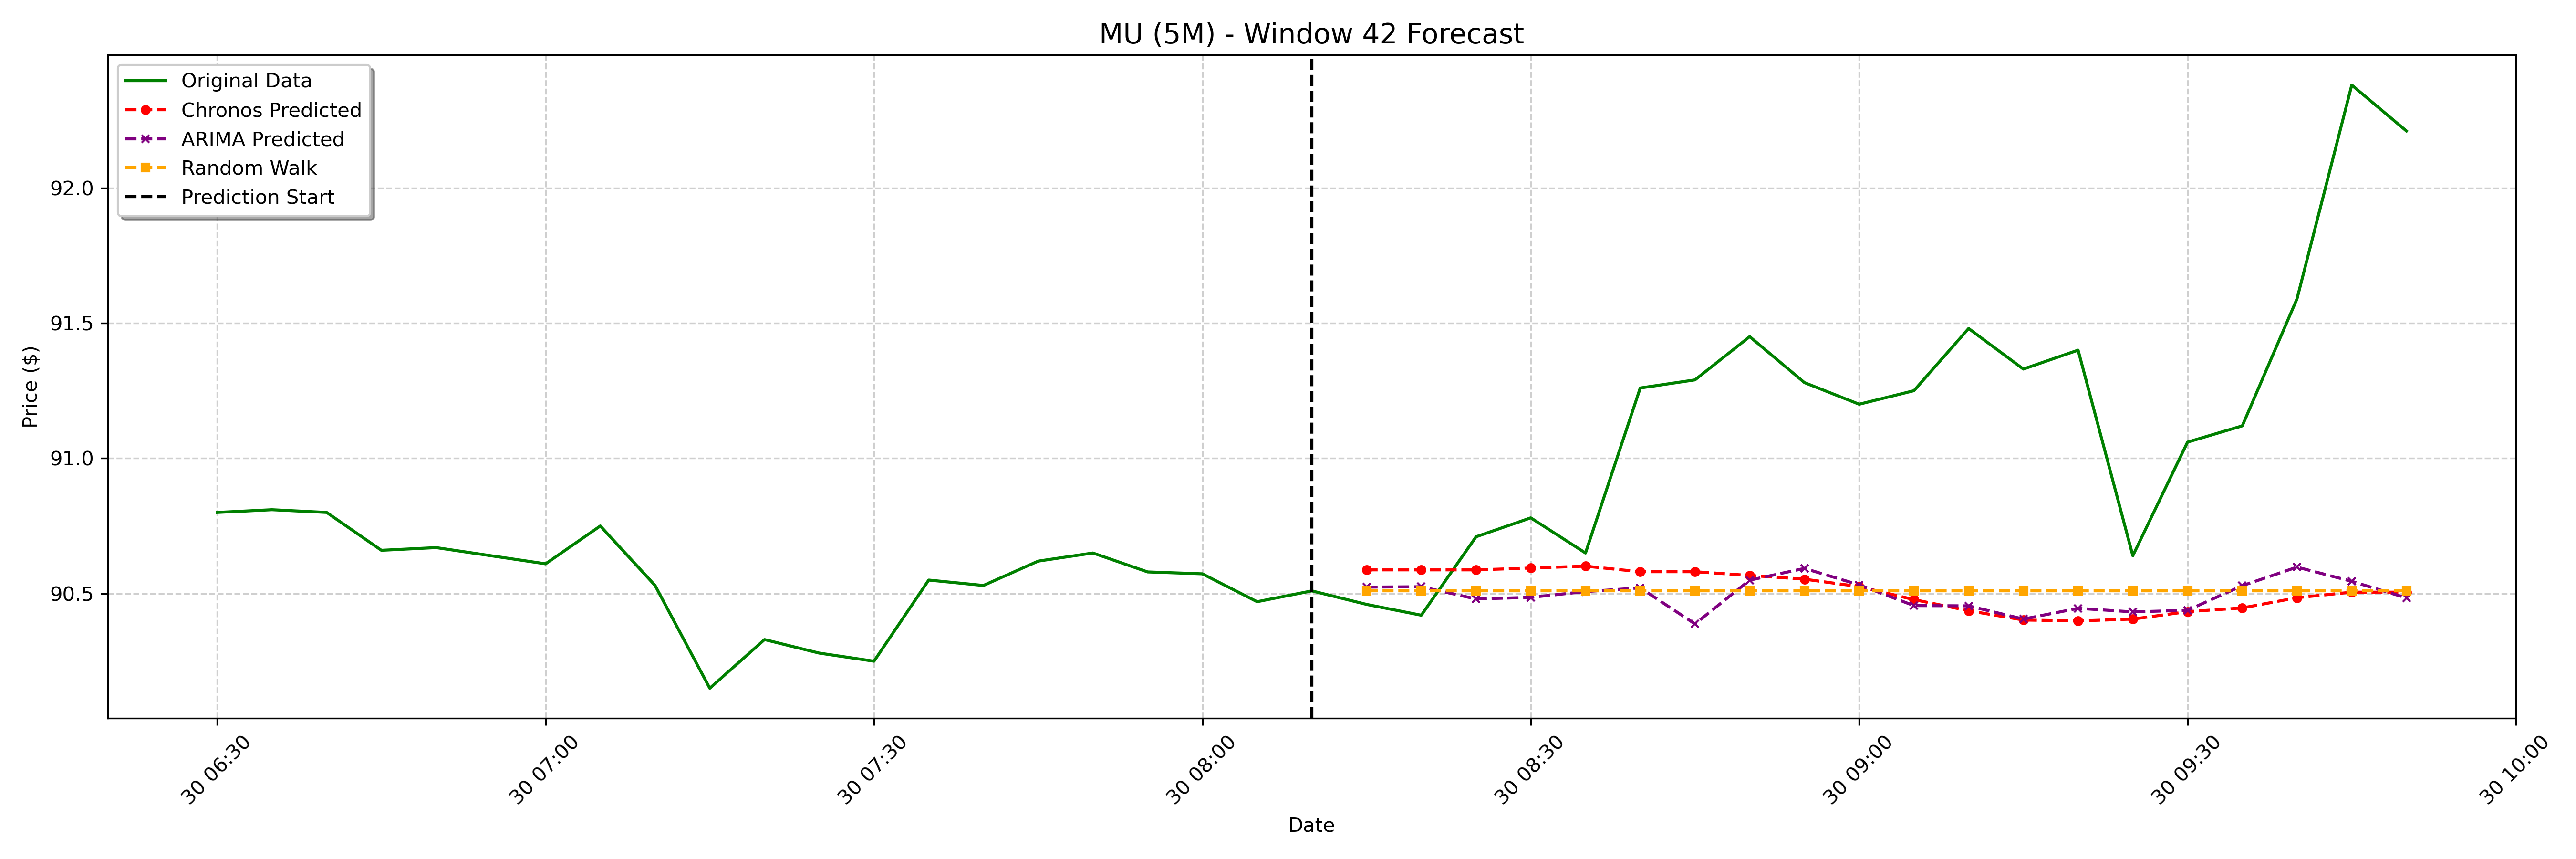 MU (5M) - Window 42 Forecast
Original Data
Chronos Predicted
ARIMA Predicted
Random Walk
Prediction Start
Price ($)
92.0
91.5
91.0
90.5
30 06:30
30 07:00
30 07:30
30 08:00
30 08:30
30 09:00
30 09:30
30 10:00
Date